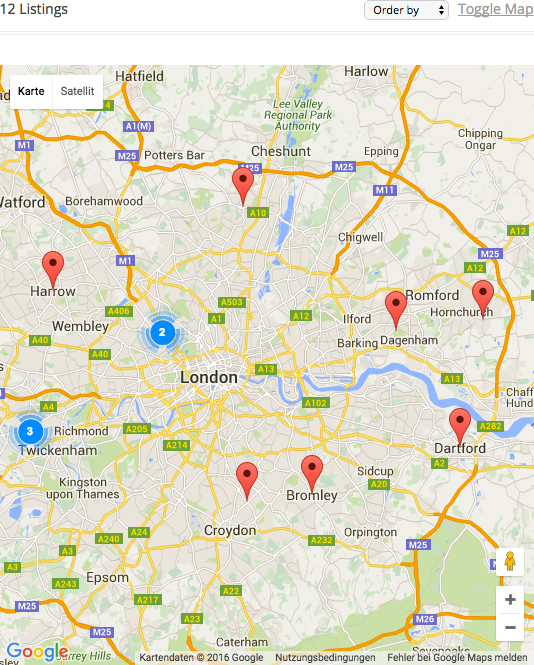 12 Listings
Order by
Toggle Map
Karte
Satellit
Hatfield
Harlow
Lee Valley
Regional Park
Authority
A1(M)
Chipping
Ongar
M1
M25
Potters Bar
Cheshunt
Epping
M25
M25
M11
Watford
Borehamwood
A10
A12
Chigwell
M1
M25
A12
Harrow
Romford
A503
Hornchurch
A406
A1
A12
Ilford
Wembley
2
A40
Barking
Dagenham
A40
London
A13
A13
A4
A102
Chaff
Hund
3
Richmond
A205
A282
Twickenham
A214
Dartford
A2
Sidcup
Kingston
upon Thames
Bromley
A20
Croydon
A24
A240
A232
Orpington
A3
M25
A3
Epsom
A243
A22
A217
M25
A23
M26
M25
Caterham
Sevenoaks
Surrey Hills
Google
Kartendaten © 2016 Google
Nutzungsbedingungen
Fehler bei Google Maps melden